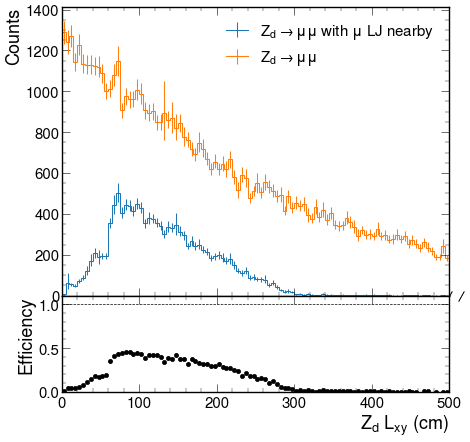 Counts
1400
1200
1000
800
600
400
200
0
Z_d → μ μ with μ LJ nearby
Z_d → μ μ
Efficiency
1.0
0.5
0.0
0 100 200 300 400 500
Z_d L_xy (cm)